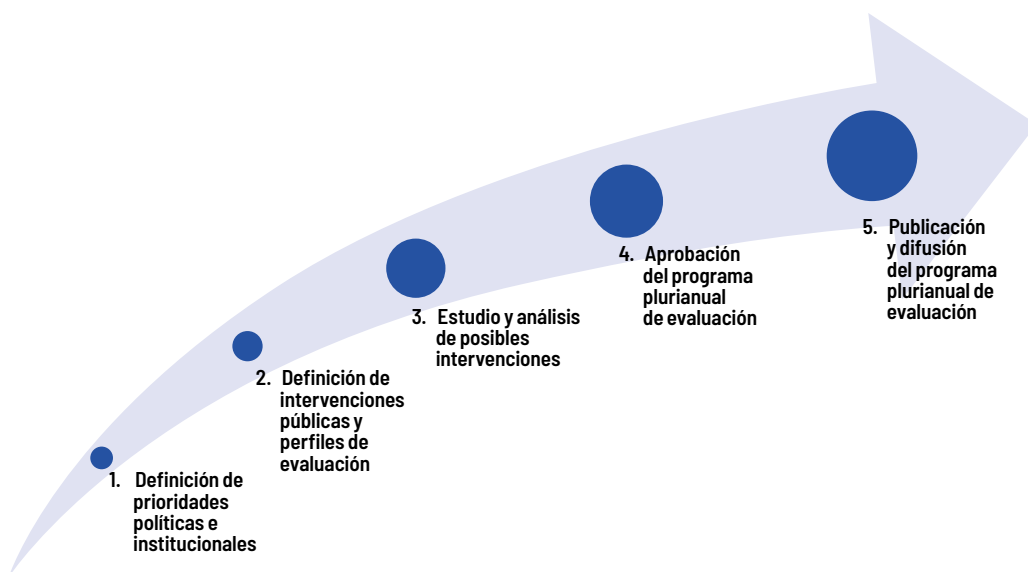 1. Definición de
prioridades
políticas e
institucionales
2. Definición de
intervenciones
públicas y
perfiles de
evaluación
3. Estudio y análisis
de posibles
intervenciones
4. Aprobación
del programa
plurianual
de evaluación
5. Publicación
y difusión
del programa
plurianual de
evaluación